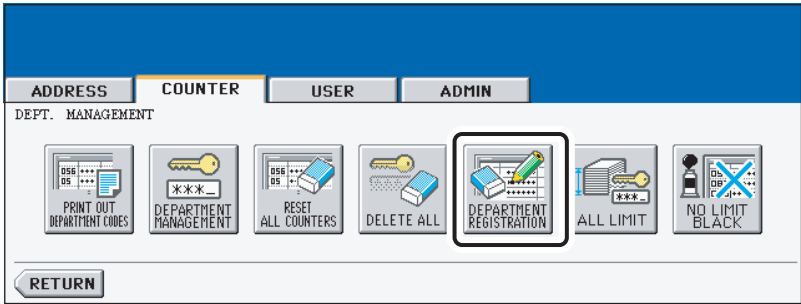 ADDRESS COUNTER USER ADMIN
DEPT. MANAGEMENT
PRINT OUT
DEPARTMENT CODES
DEPARTMENT
MANAGEMENT
RESET
ALL COUNTERS
DELETE ALL
DEPARTMENT
REGISTRATION
ALL LIMIT
NO LIMIT
BLACK
RETURN